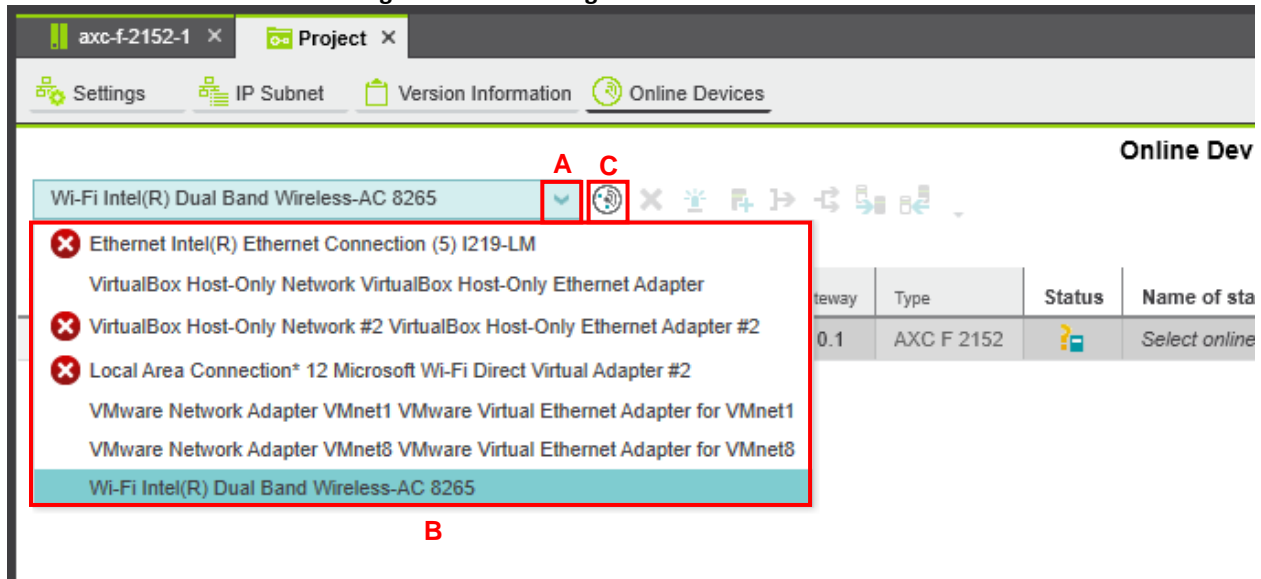 axc-f-2152-1 × Project ×
Settings IP Subnet Version Information Online Devices
Online Dev
A C
Wi-Fi Intel(R) Dual Band Wireless-AC 8265
Ethernet Intel(R) Ethernet Connection (5) I219-LM
VirtualBox Host-Only Network VirtualBox Host-Only Ethernet Adapter
teway Type Status Name of sta
VirtualBox Host-Only Network #2 VirtualBox Host-Only Ethernet Adapter #2
0.1 AXC F 2152 Select online
Local Area Connection* 12 Microsoft Wi-Fi Direct Virtual Adapter #2
VMware Network Adapter VMnet1 VMware Virtual Ethernet Adapter for VMnet1
VMware Network Adapter VMnet8 VMware Virtual Ethernet Adapter for VMnet8
Wi-Fi Intel(R) Dual Band Wireless-AC 8265
B